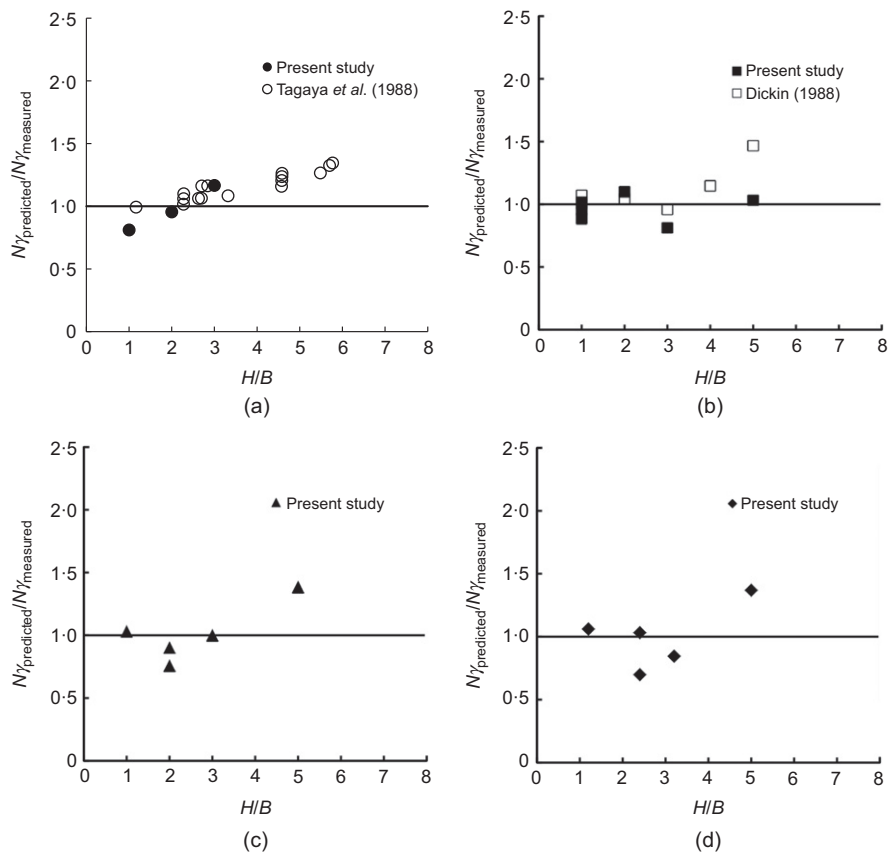 2·5
2·0
1·5
1·0
0·5
0
Nγpredicted/Nγmeasured
Present study
Tagaya et al. (1988)
0 1 2 3 4 5 6 7 8
H/B
(a)
2·5
2·0
1·5
1·0
0·5
0
Nγpredicted/Nγmeasured
Present study
Dickin (1988)
0 1 2 3 4 5 6 7 8
H/B
(b)
2·5
2·0
1·5
1·0
0·5
0
Nγpredicted/Nγmeasured
Present study
0 1 2 3 4 5 6 7 8
H/B
(c)
2·5
2·0
1·5
1·0
0·5
0
Nγpredicted/Nγmeasured
Present study
0 1 2 3 4 5 6 7 8
H/B
(d)